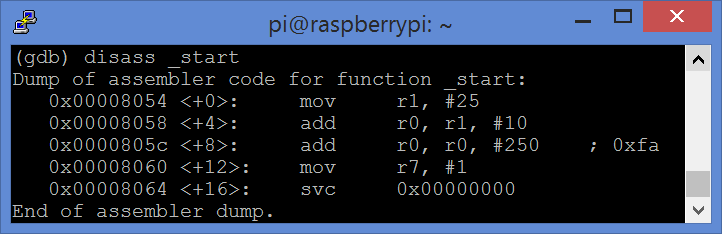 pi@raspberrypi: ~
(gdb) disass _start
Dump of assembler code for function _start:
   0x00008054 <+0>:     mov     r1, #25
   0x00008058 <+4>:     add     r0, r1, #10
   0x0000805c <+8>:     add     r0, r0, #250    ; 0xfa
   0x00008060 <+12>:    mov     r7, #1
   0x00008064 <+16>:    svc     0x00000000
End of assembler dump.